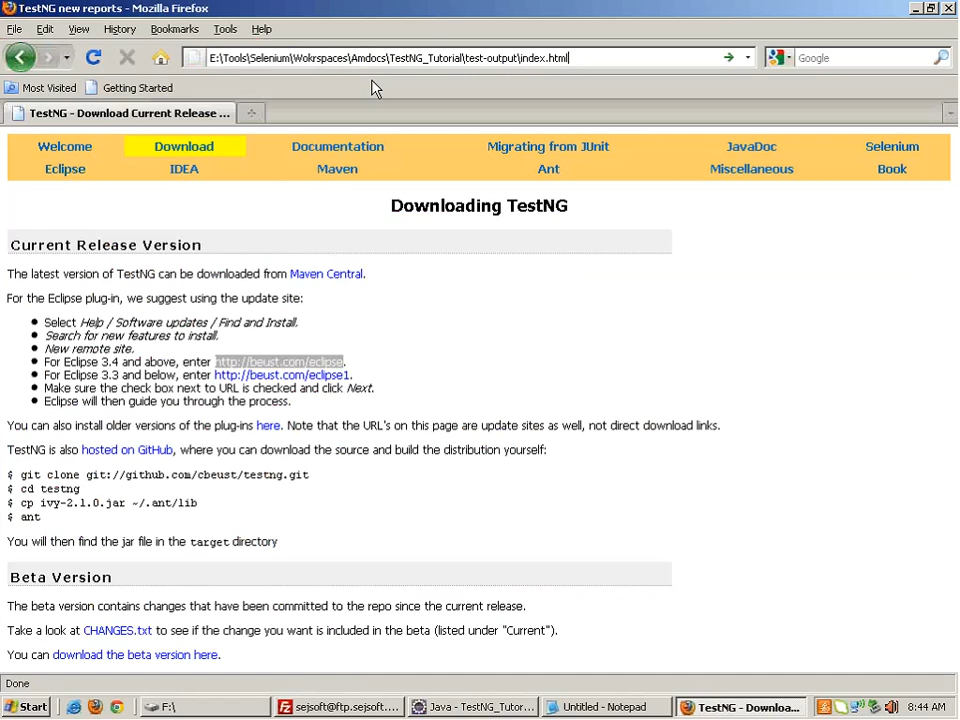 TestNG new reports - Mozilla Firefox
File Edit View History Bookmarks Tools Help
E:\Tools\Selenium\Wokrspaces\Amdocs\TestNG_Tutorial\test-output\index.html
Google
Most Visited Getting Started
TestNG - Download Current Release ...
Welcome Download Documentation Migrating from JUnit JavaDoc Selenium
Eclipse IDEA Maven Ant Miscellaneous Book
Downloading TestNG
Current Release Version
The latest version of TestNG can be downloaded from Maven Central.
For the Eclipse plug-in, we suggest using the update site:
Select Help / Software updates / Find and Install.
Search for new features to install.
New remote site.
For Eclipse 3.4 and above, enter http://beust.com/eclipse.
For Eclipse 3.3 and below, enter http://beust.com/eclipse1.
Make sure the check box next to URL is checked and click Next.
Eclipse will then guide you through the process.
You can also install older versions of the plug-ins here. Note that the URL's on this page are update sites as well, not direct download links.
TestNG is also hosted on GitHub, where you can download the source and build the distribution yourself:
$ git clone git://github.com/cbeust/testng.git
$ cd testng
$ cp ivy-2.1.0.jar ~/.ant/lib
$ ant
You will then find the jar file in the target directory
Beta Version
The beta version contains changes that have been committed to the repo since the current release.
Take a look at CHANGES.txt to see if the change you want is included in the beta (listed under "Current").
You can download the beta version here.
Done
Start F:\ sejsoft@ftp.sejsoft.... Java - TestNG_Tutor... Untitled - Notepad TestNG - Downloa... 8:44 AM